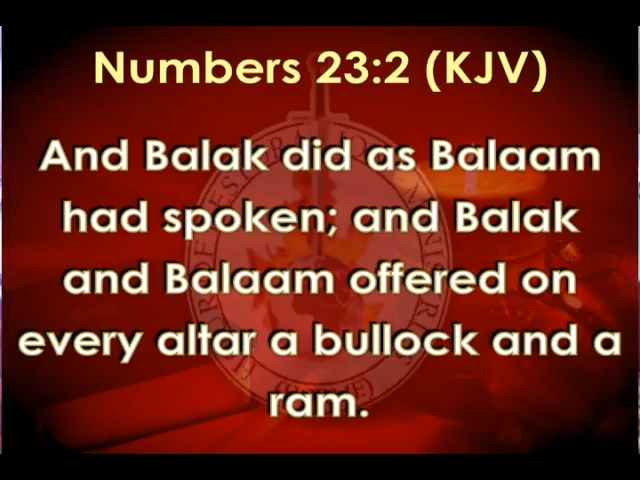 Numbers 23:2 (KJV)
And Balak did as Balaam
had spoken; and Balak
and Balaam offered on
every altar a bullock and a
ram.